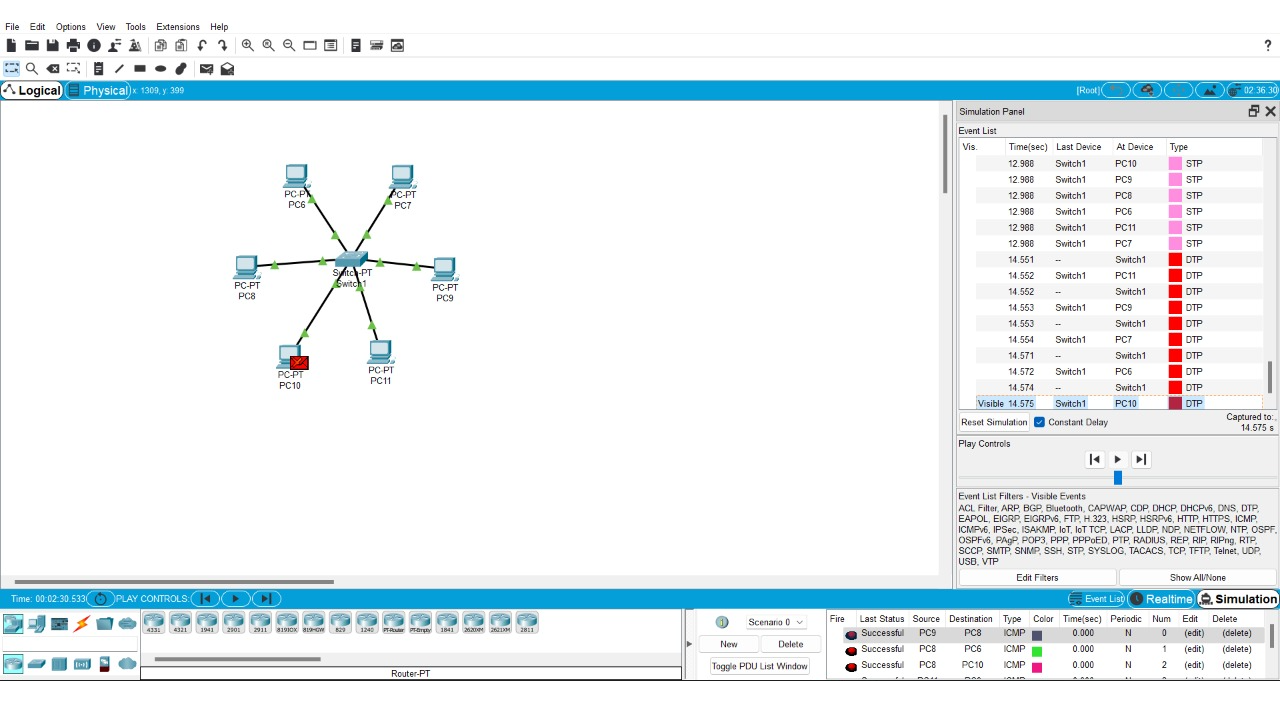 File Edit Options View Tools Extensions Help
?
Logical Physical x: 1309, y: 399 [Root] 02:36:30
PC-PT
PC6
PC-PT
PC7
PC-PT
PC8
Switch-PT
Switch1
PC-PT
PC9
PC-PT
PC10
PC-PT
PC11
Simulation Panel
Event List
Vis. Time(sec) Last Device At Device Type
12.988 Switch1 PC10 STP
12.988 Switch1 PC9 STP
12.988 Switch1 PC8 STP
12.988 Switch1 PC6 STP
12.988 Switch1 PC11 STP
12.988 Switch1 PC7 STP
14.551 -- Switch1 DTP
14.552 Switch1 PC11 DTP
14.552 -- Switch1 DTP
14.553 Switch1 PC9 DTP
14.553 -- Switch1 DTP
14.554 Switch1 PC7 DTP
14.571 -- Switch1 DTP
14.572 Switch1 PC6 DTP
14.574 -- Switch1 DTP
Visible 14.575 Switch1 PC10 DTP
Reset Simulation Constant Delay Captured to:
14.575 s
Play Controls
Event List Filters - Visible Events
ACL Filter, ARP, BGP, Bluetooth, CAPWAP, CDP, DHCP, DHCPv6, DNS, DTP,
EAPOL, EIGRP, EIGRPv6, FTP, H.323, HSRP, HSRPv6, HTTP, HTTPS, ICMP,
ICMPv6, IPSec, ISAKMP, IoT, IoT TCP, LACP, LLDP, NDP, NETFLOW, NTP, OSPF,
OSPFv6, PAgP, POP3, PPP, PPPoED, PTP, RADIUS, REP, RIP, RIPng, RTP,
SCCP, SMTP, SNMP, SSH, STP, SYSLOG, TACACS, TCP, TFTP, Telnet, UDP,
USB, VTP
Edit Filters Show All/None
Time: 00:02:30.533 PLAY CONTROLS: Event List Realtime Simulation
4331 4321 1941 2901 2911 819IOX 819HGW 829 1240 PT-Router PT-Empty 1841 2620XM 2621XM 2811
Router-PT
Scenario 0
New Delete
Toggle PDU List Window
Fire Last Status Source Destination Type Color Time(sec) Periodic Num Edit Delete
Successful PC9 PC8 ICMP 0.000 N 0 (edit) (delete)
Successful PC8 PC6 ICMP 0.000 N 1 (edit) (delete)
Successful PC8 PC10 ICMP 0.000 N 2 (edit) (delete)